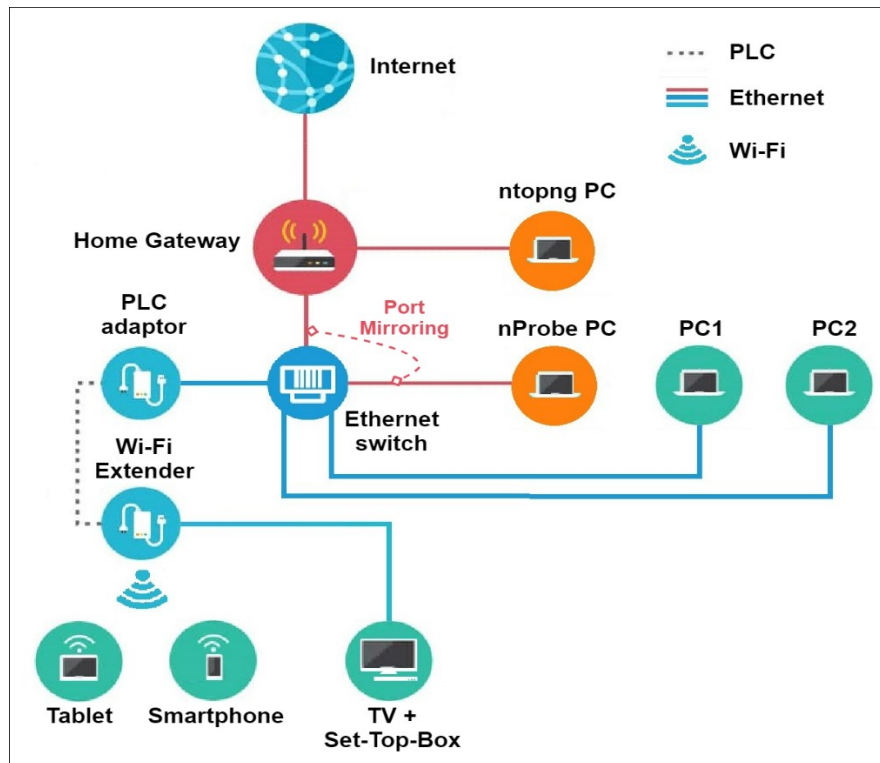 Internet
PLC
Ethernet
Wi-Fi
ntopng PC
Home Gateway
PLC
adaptor
Port
Mirroring
nProbe PC
PC1
PC2
Ethernet
switch
Wi-Fi
Extender
Tablet
Smartphone
TV +
Set-Top-Box